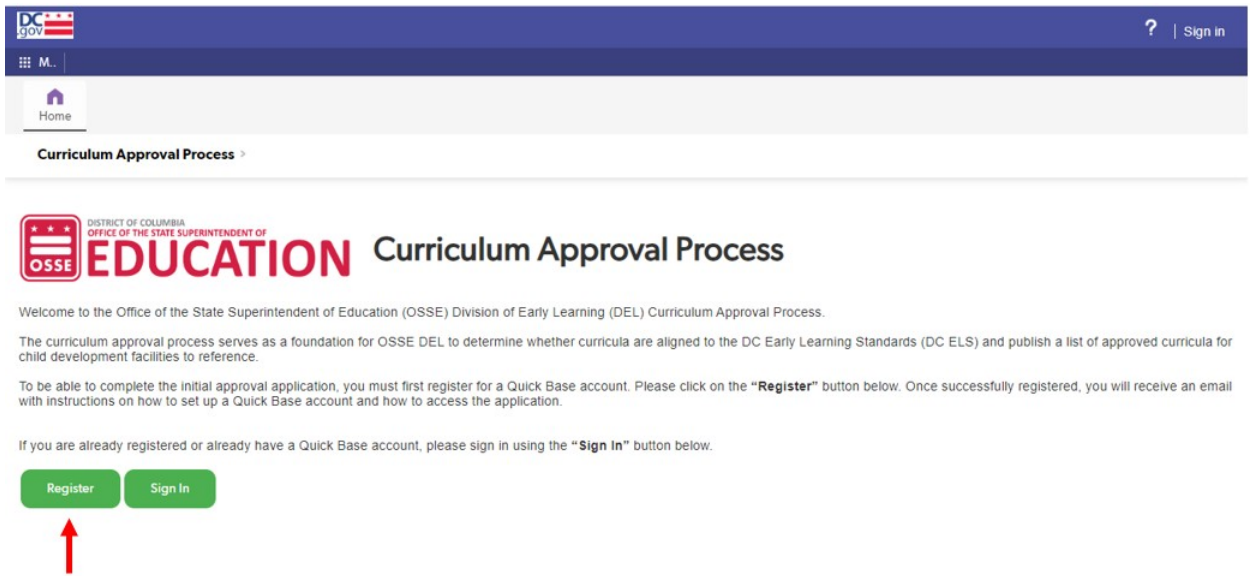 DC
.gov
? | Sign in
M..
Home
Curriculum Approval Process >
DISTRICT OF COLUMBIA
OFFICE OF THE STATE SUPERINTENDENT OF
OSSE EDUCATION Curriculum Approval Process
Welcome to the Office of the State Superintendent of Education (OSSE) Division of Early Learning (DEL) Curriculum Approval Process.
The curriculum approval process serves as a foundation for OSSE DEL to determine whether curricula are aligned to the DC Early Learning Standards (DC ELS) and publish a list of approved curricula for
child development facilities to reference.
To be able to complete the initial approval application, you must first register for a Quick Base account. Please click on the “Register” button below. Once successfully registered, you will receive an email
with instructions on how to set up a Quick Base account and how to access the application.
If you are already registered or already have a Quick Base account, please sign in using the “Sign In” button below.
Register Sign In